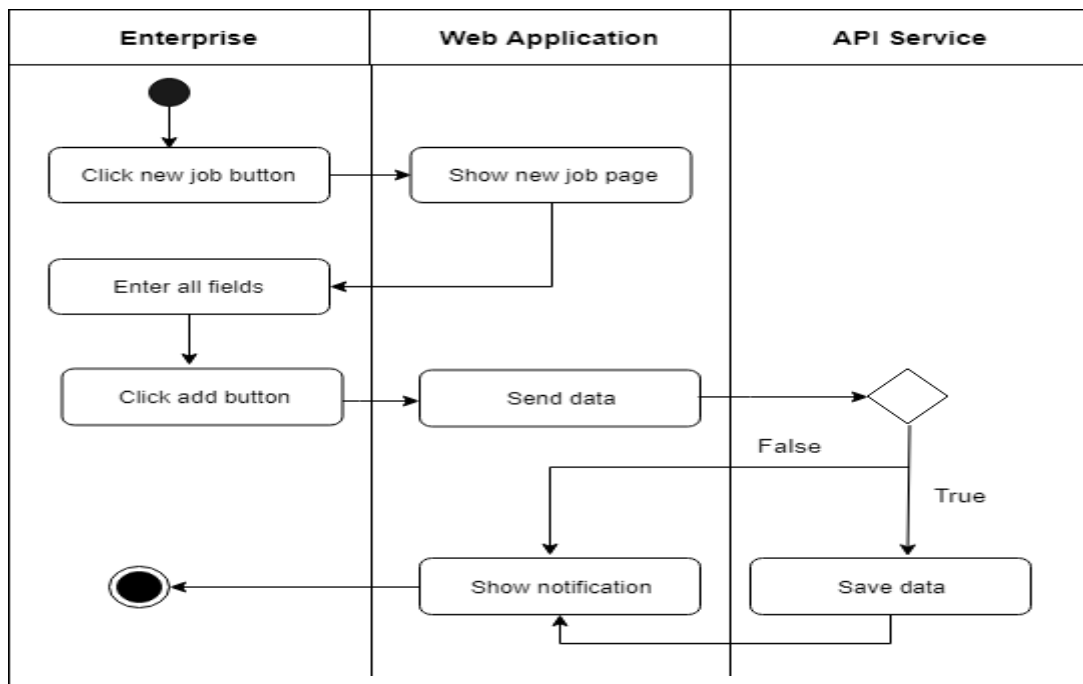 Enterprise
Web Application
API Service
Click new job button
Show new job page
Enter all fields
Click add button
Send data
False
True
Show notification
Save data